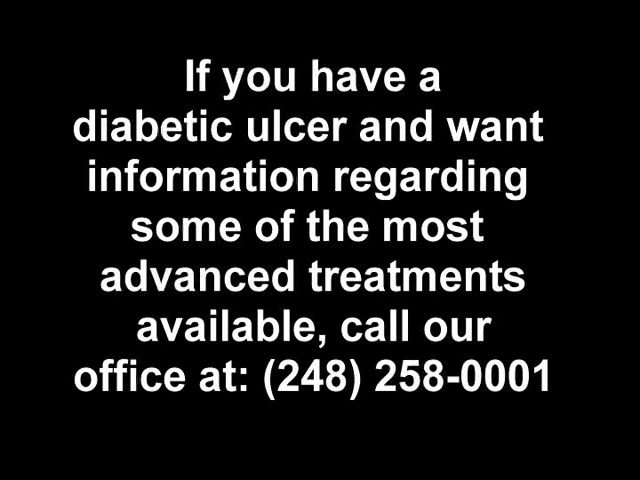 If you have a
diabetic ulcer and want
information regarding
some of the most
advanced treatments
available, call our
office at: (248) 258-0001